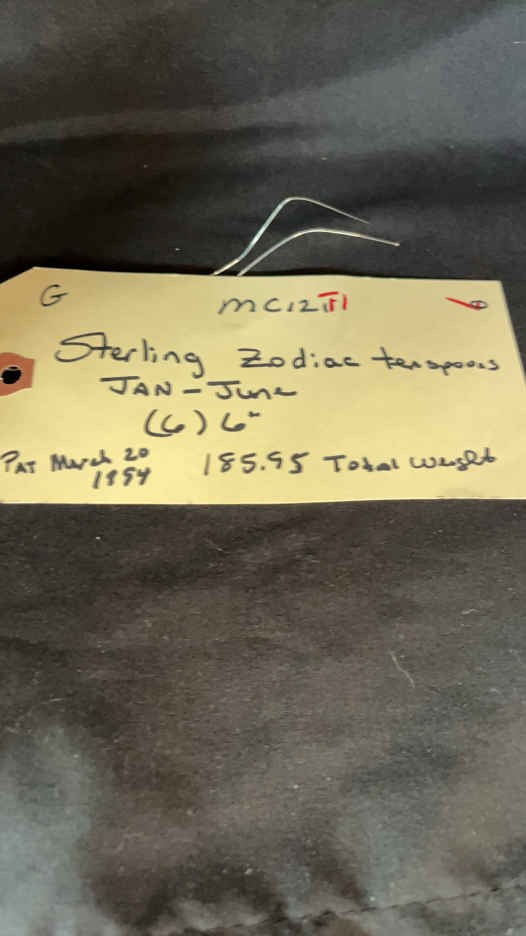 G MC12
Sterling Zodiac teaspoons
JAN - June
(6) 6"
Pat March 20
1894
185.95 Total Weight